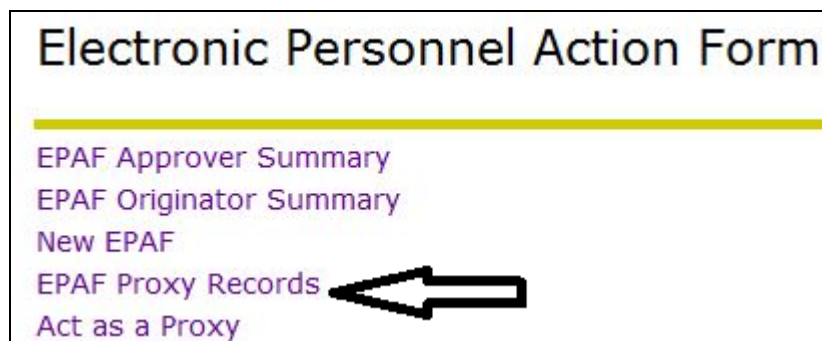 Electronic Personnel Action Form
EPAF Approver Summary
EPAF Originator Summary
New EPAF
EPAF Proxy Records
Act as a Proxy